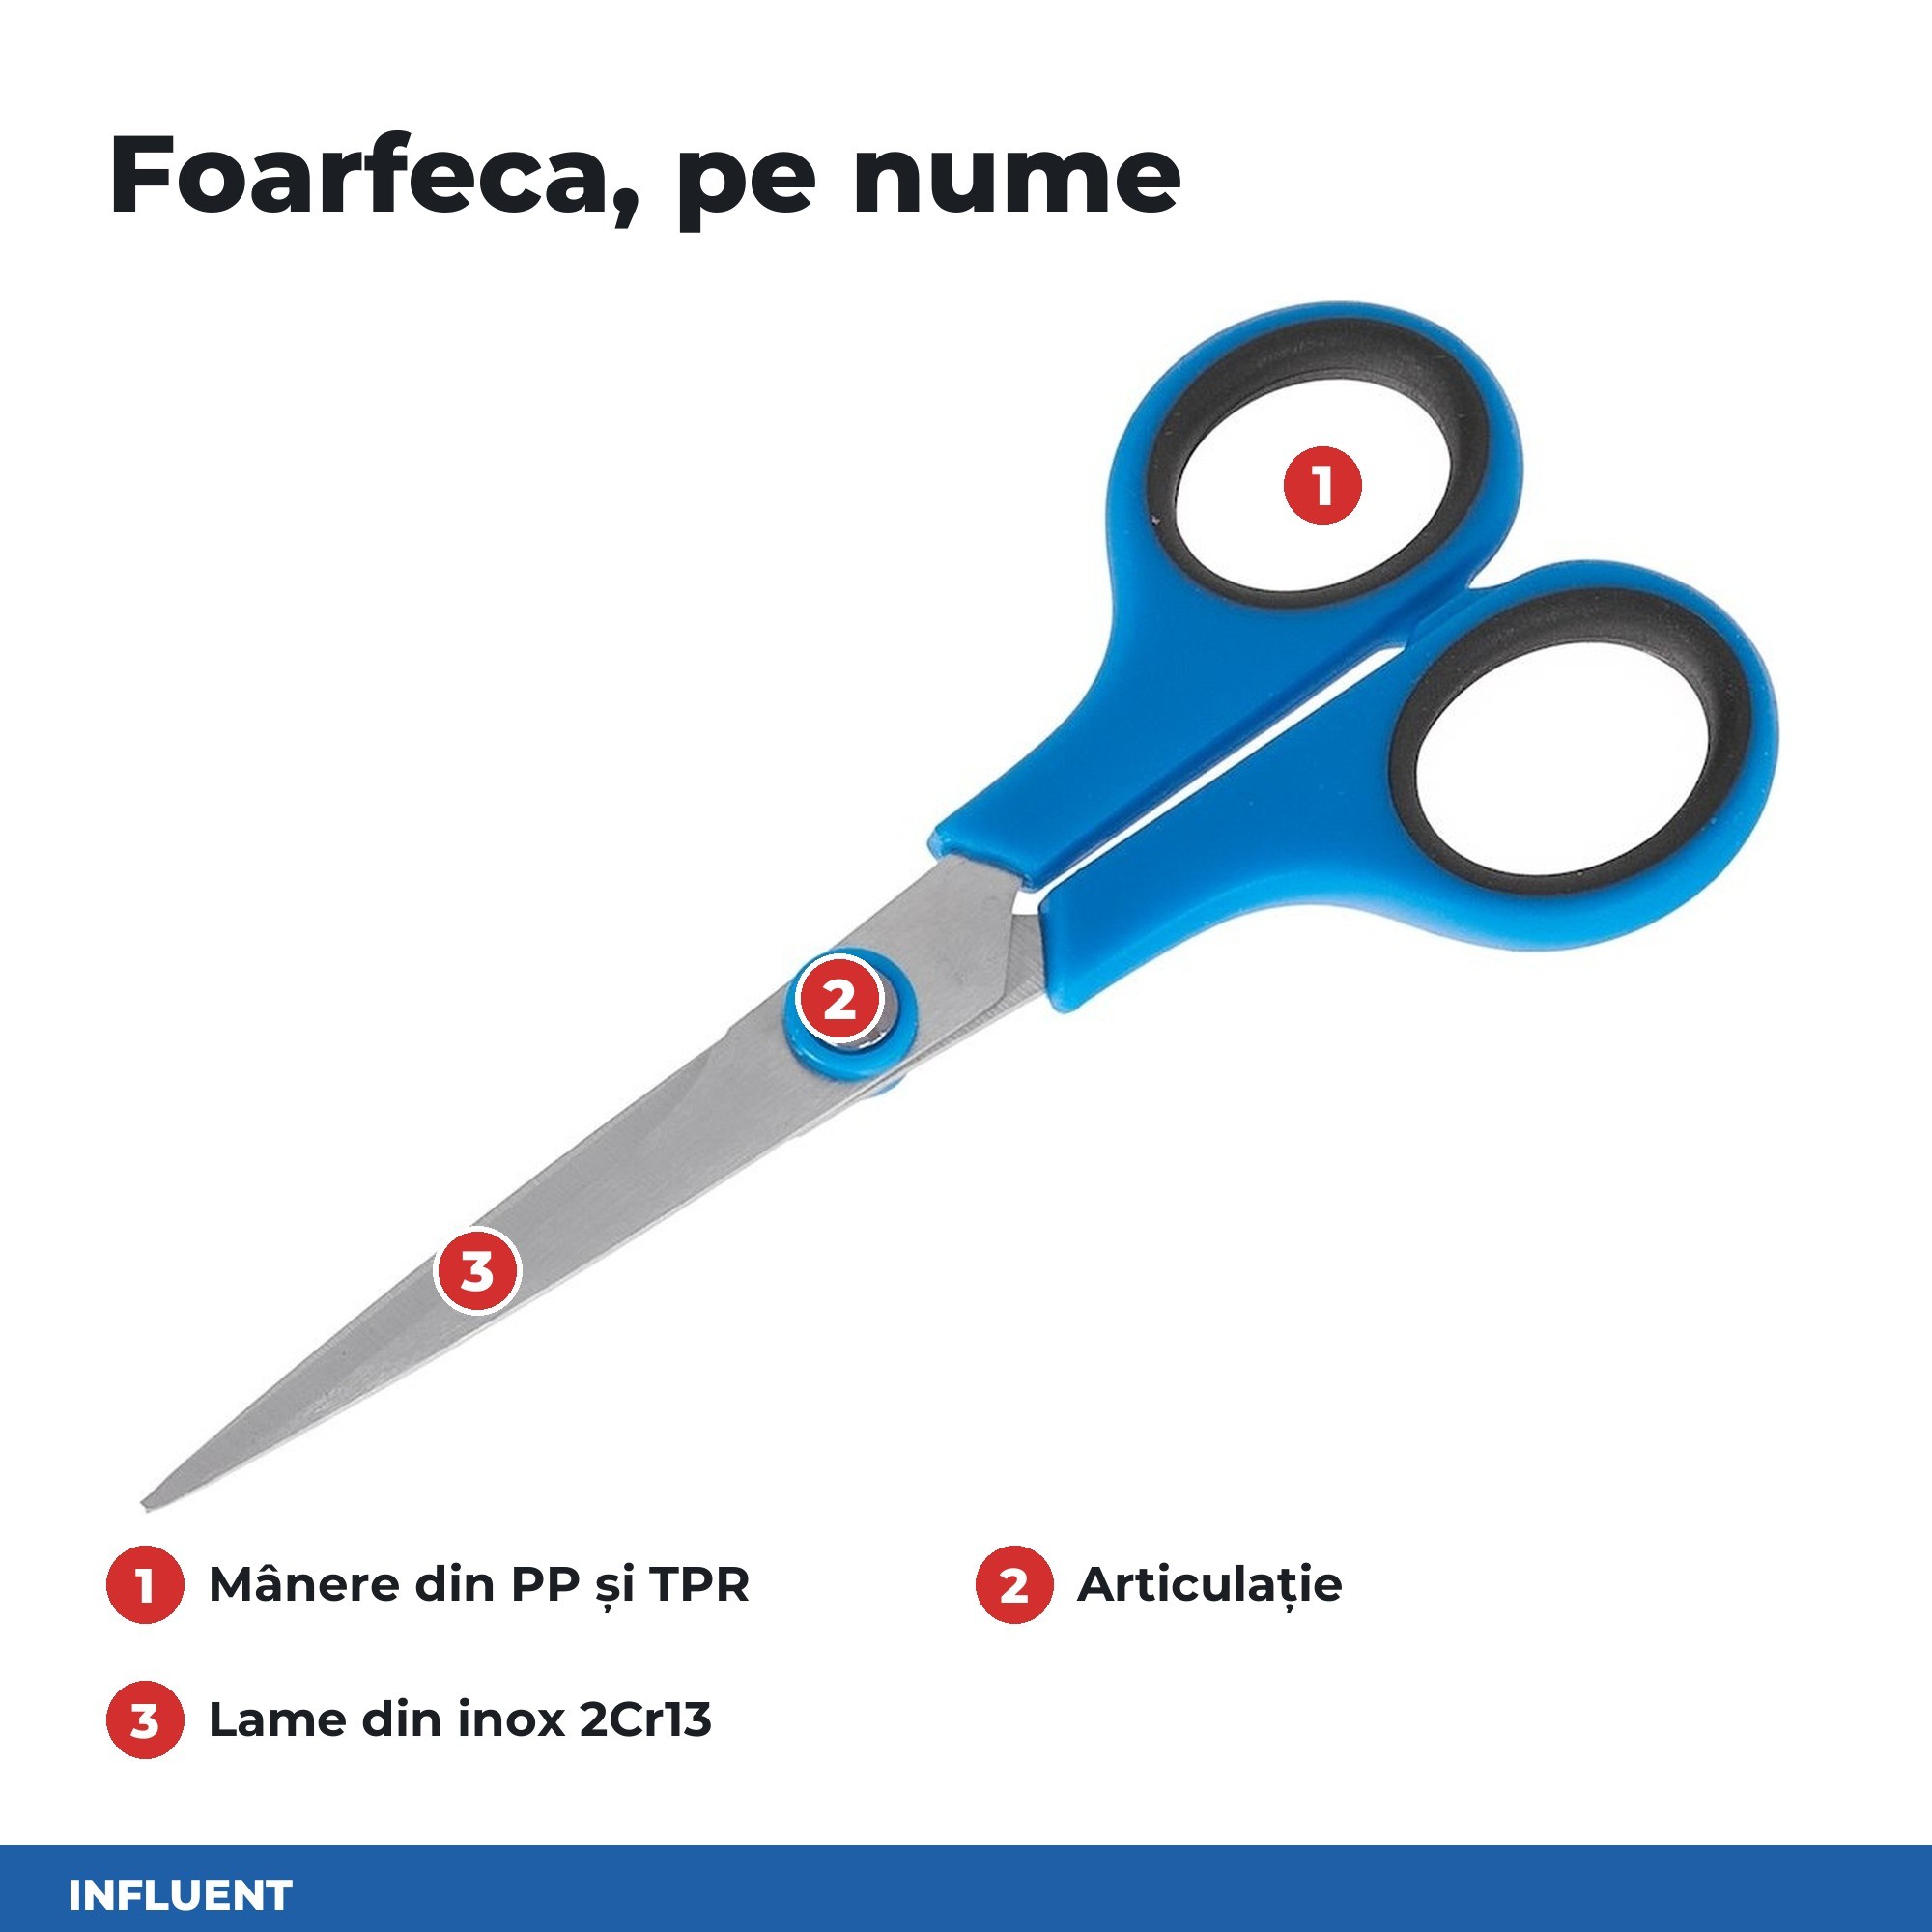 Foarfeca, pe nume
1
2
3
1 Mânere din PP și TPR
2 Articulație
3 Lame din inox 2Cr13
INFLUENT